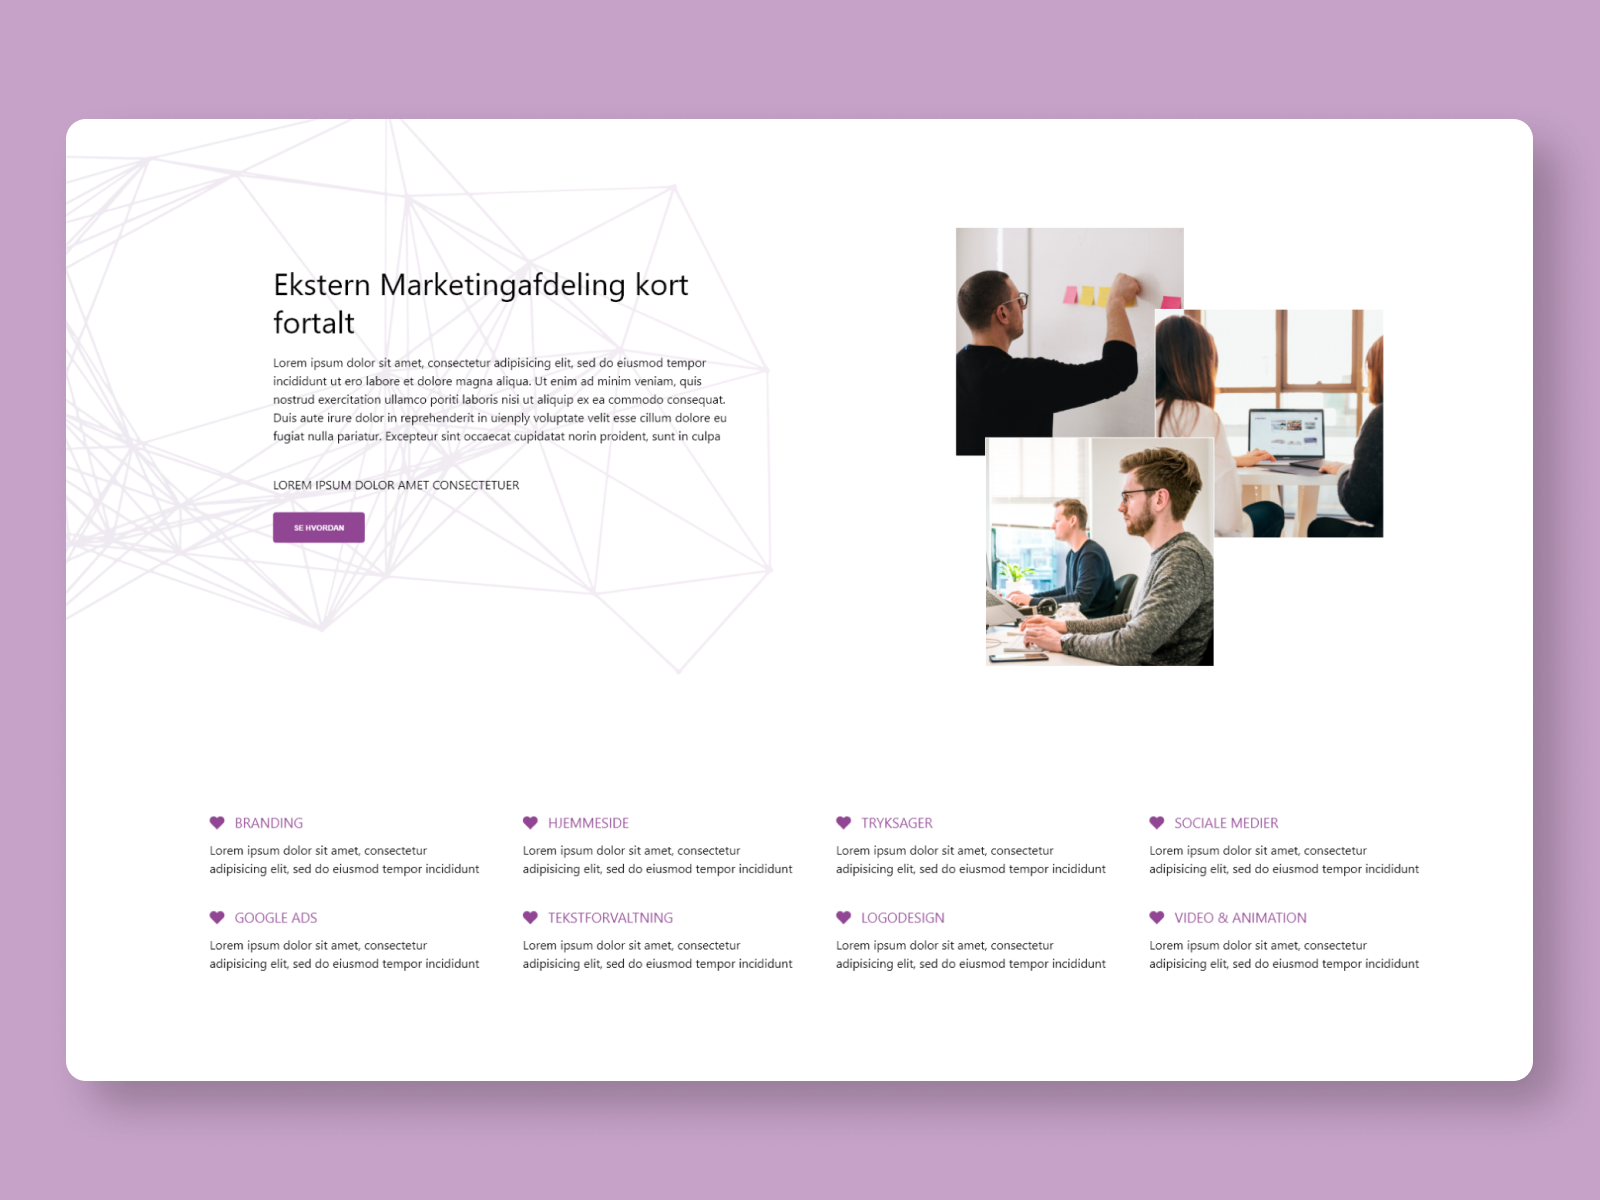 Ekstern Marketingafdeling kort
fortalt
Lorem ipsum dolor sit amet, consectetur adipisicing elit, sed do eiusmod tempor
incididunt ut ero labore et dolore magna aliqua. Ut enim ad minim veniam, quis
nostrud exercitation ullamco poriti laboris nisi ut aliquip ex ea commodo consequat.
Duis aute irure dolor in reprehenderit in uienply voluptate velit esse cillum dolore eu
fugiat nulla pariatur. Excepteur sint occaecat cupidatat norin proident, sunt in culpa
LOREM IPSUM DOLOR AMET CONSECTETUER
SE HVORDAN
BRANDING
Lorem ipsum dolor sit amet, consectetur
adipisicing elit, sed do eiusmod tempor incididunt
HJEMMESIDE
Lorem ipsum dolor sit amet, consectetur
adipisicing elit, sed do eiusmod tempor incididunt
TRYKSAGER
Lorem ipsum dolor sit amet, consectetur
adipisicing elit, sed do eiusmod tempor incididunt
SOCIALE MEDIER
Lorem ipsum dolor sit amet, consectetur
adipisicing elit, sed do eiusmod tempor incididunt
GOOGLE ADS
Lorem ipsum dolor sit amet, consectetur
adipisicing elit, sed do eiusmod tempor incididunt
TEKSTFORVALTNING
Lorem ipsum dolor sit amet, consectetur
adipisicing elit, sed do eiusmod tempor incididunt
LOGODESIGN
Lorem ipsum dolor sit amet, consectetur
adipisicing elit, sed do eiusmod tempor incididunt
VIDEO & ANIMATION
Lorem ipsum dolor sit amet, consectetur
adipisicing elit, sed do eiusmod tempor incididunt